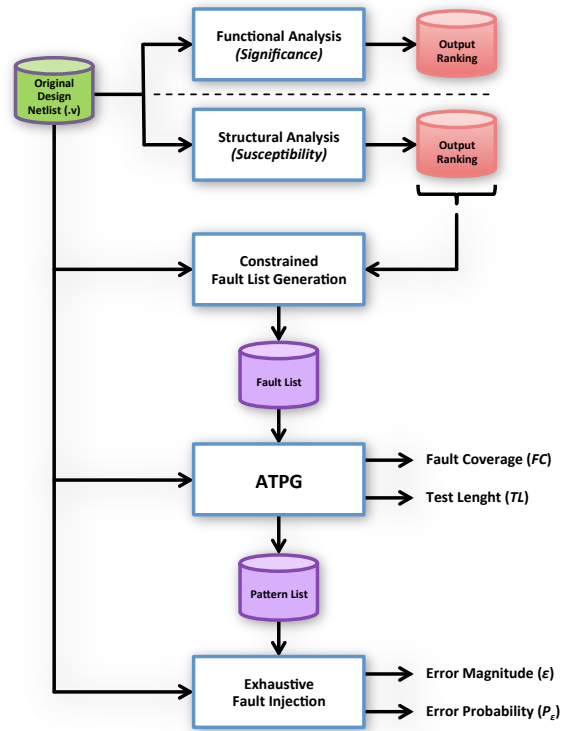 Original
Design
Netlist (.v)
Functional Analysis
(Significance)
Output
Ranking
Structural Analysis
(Susceptibility)
Output
Ranking
Constrained
Fault List Generation
Fault List
ATPG
Fault Coverage (FC)
Test Lenght (TL)
Pattern List
Exhaustive
Fault Injection
Error Magnitude (ε)
Error Probability (Pε)